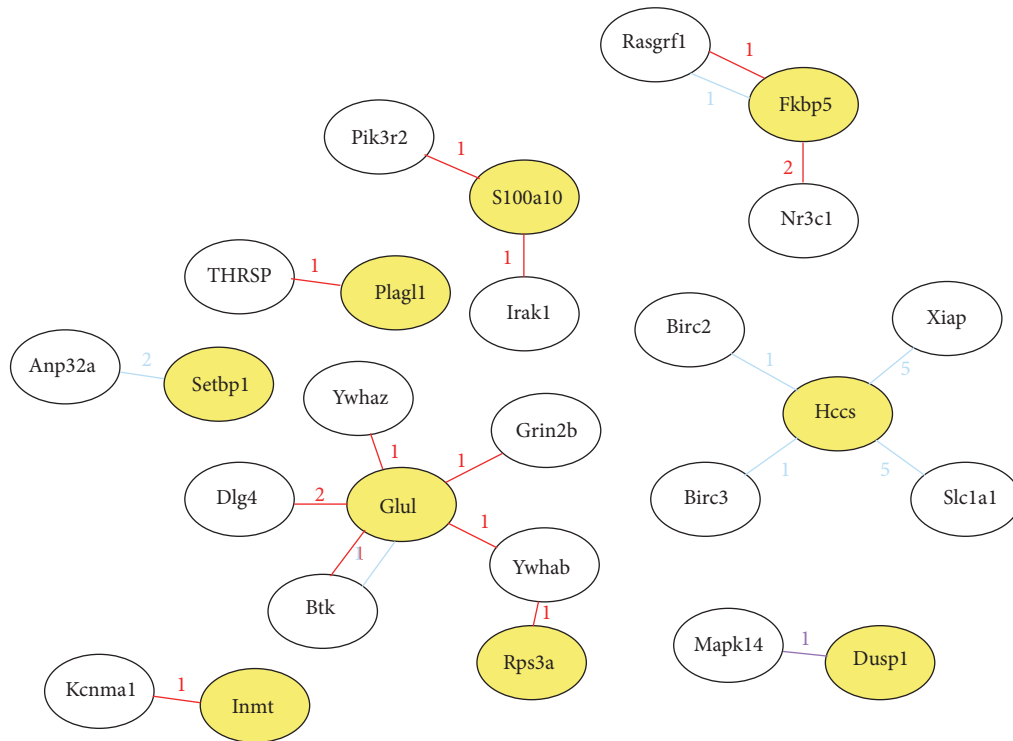 Rasgrf1
1
1
Fkbp5
Pik3r2
1
2
S100a10
Nr3c1
1
THRSP
1
Plagl1
Irak1
Birc2
Xiap
Anp32a
2
Setbp1
1
5
Ywhaz
Hccs
Grin2b
1
1
1
5
Dlg4
2
Glul
Birc3
Slc1a1
1
1
1
Ywhab
Btk
1
Mapk14
1
Dusp1
Rps3a
Kcnma1
1
Inmt